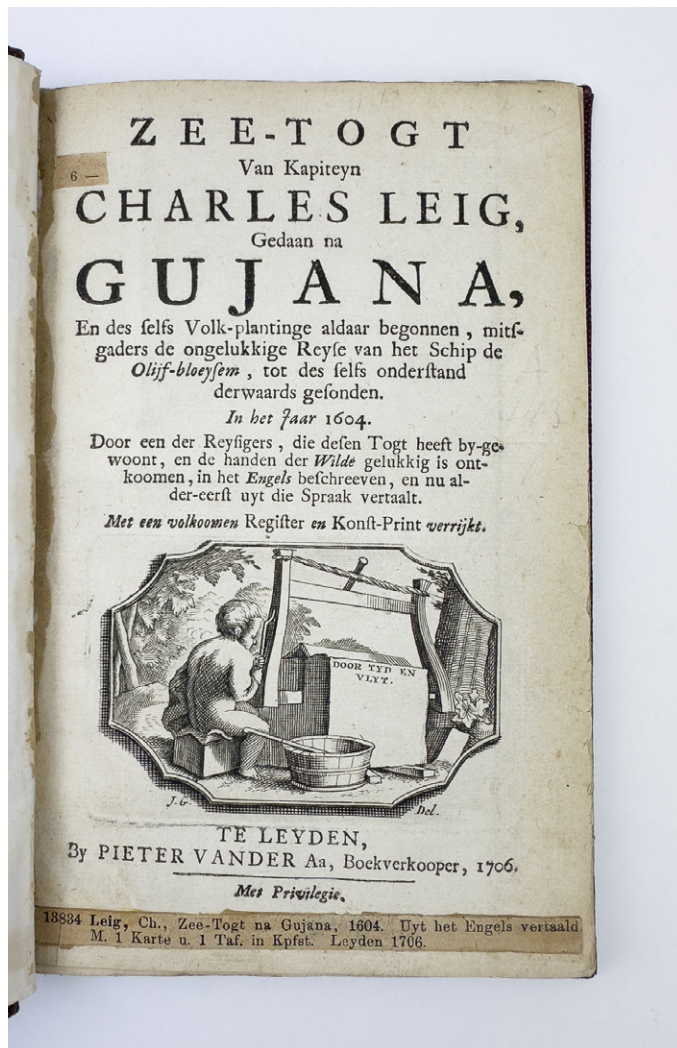 ZEE-TOGT
6 —
Van Kapiteyn
CHARLES LEIG,
Gedaan na
GUJANA,
En des ſelfs Volk-plantinge aldaar begonnen, mitſ-
gaders de ongelukkige Reyſe van het Schip de
Olijf-bloeyſem, tot des ſelfs onderſtand
derwaards geſonden.
In het Jaar 1604.
Door een der Reyſigers, die deſen Togt heeft by-ge-
woont, en de handen der Wilde gelukkig is ont-
koomen, in het Engels beſchreeven, en nu al-
der-eerſt uyt die Spraak vertaalt.
Met een volkoomen Regiſter en Konſt-Print verrijkt.
DOOR TYD EN
VLYT.
J. G. Del.
TE LEYDEN,
By PIETER VANDER Aa, Boekverkooper, 1706.
Met Privilegie.
13834 Leig, Ch., Zee-Togt na Gujana, 1604. Uyt het Engels vertaald
M. 1 Karte u. 1 Taf. in Kpfst. Leyden 1706.